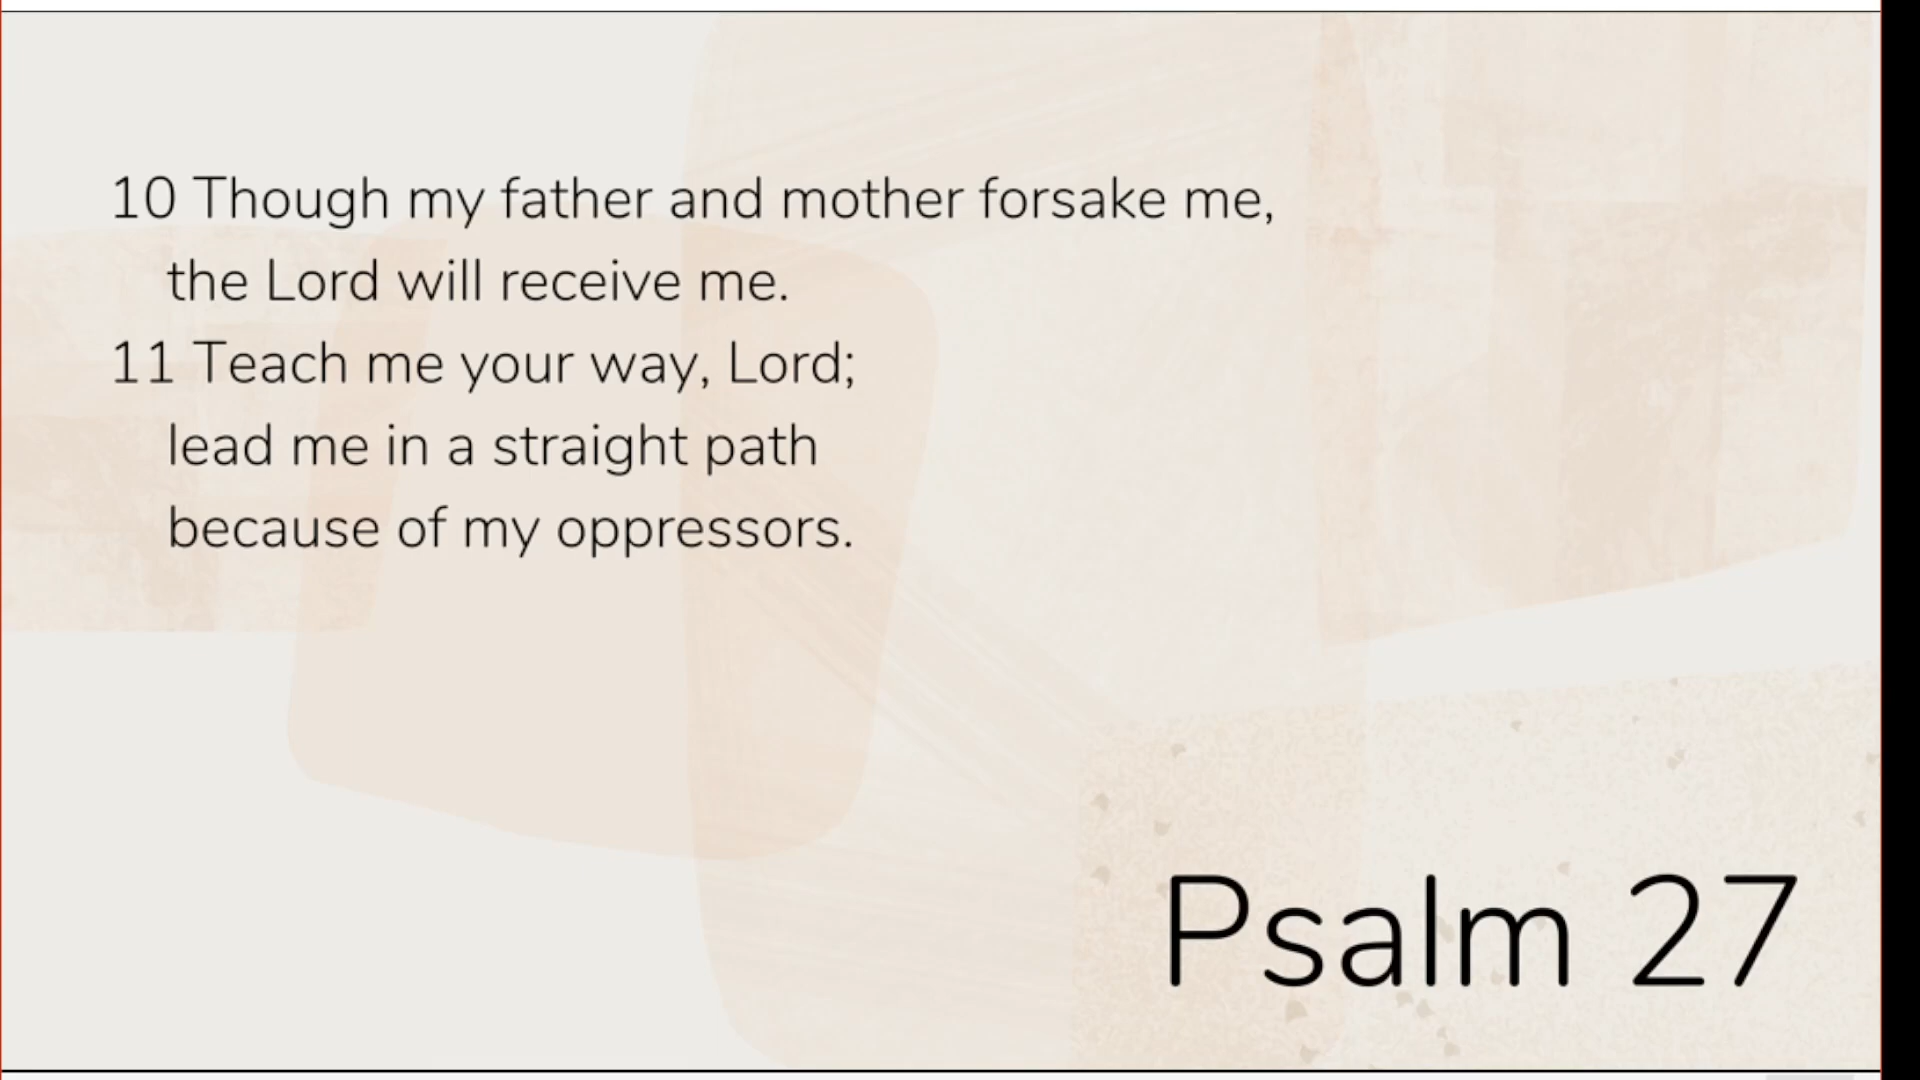 10 Though my father and mother forsake me,
the Lord will receive me.
11 Teach me your way, Lord;
lead me in a straight path
because of my oppressors.
Psalm 27